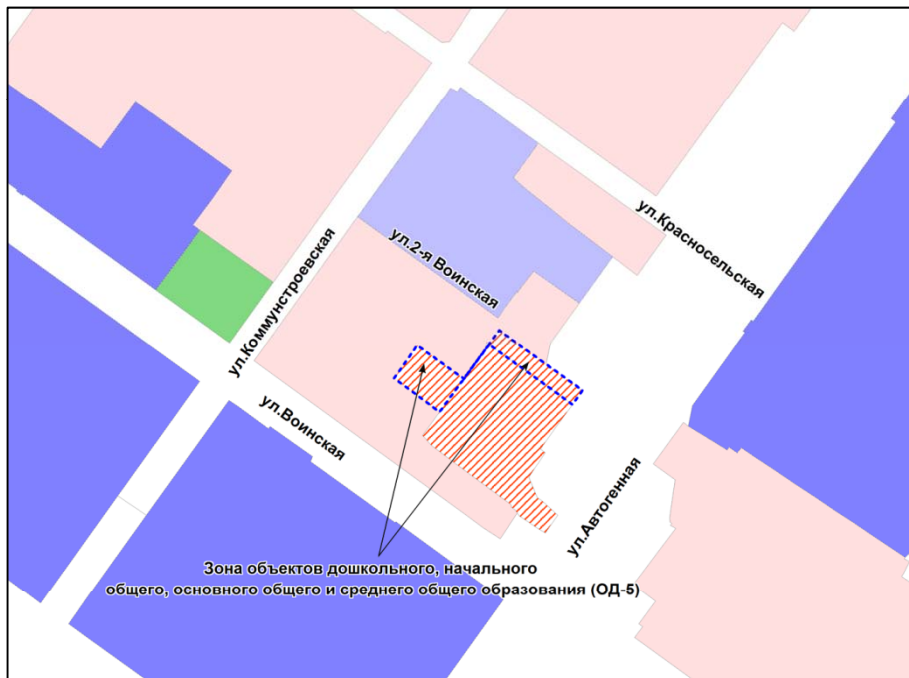 ул.Красносельская
ул.2-я Воинская
ул.Коммунстроевская
ул.Воинская
ул.Автогенная
Зона объектов дошкольного, начального
общего, основного общего и среднего общего образования (ОД-5)